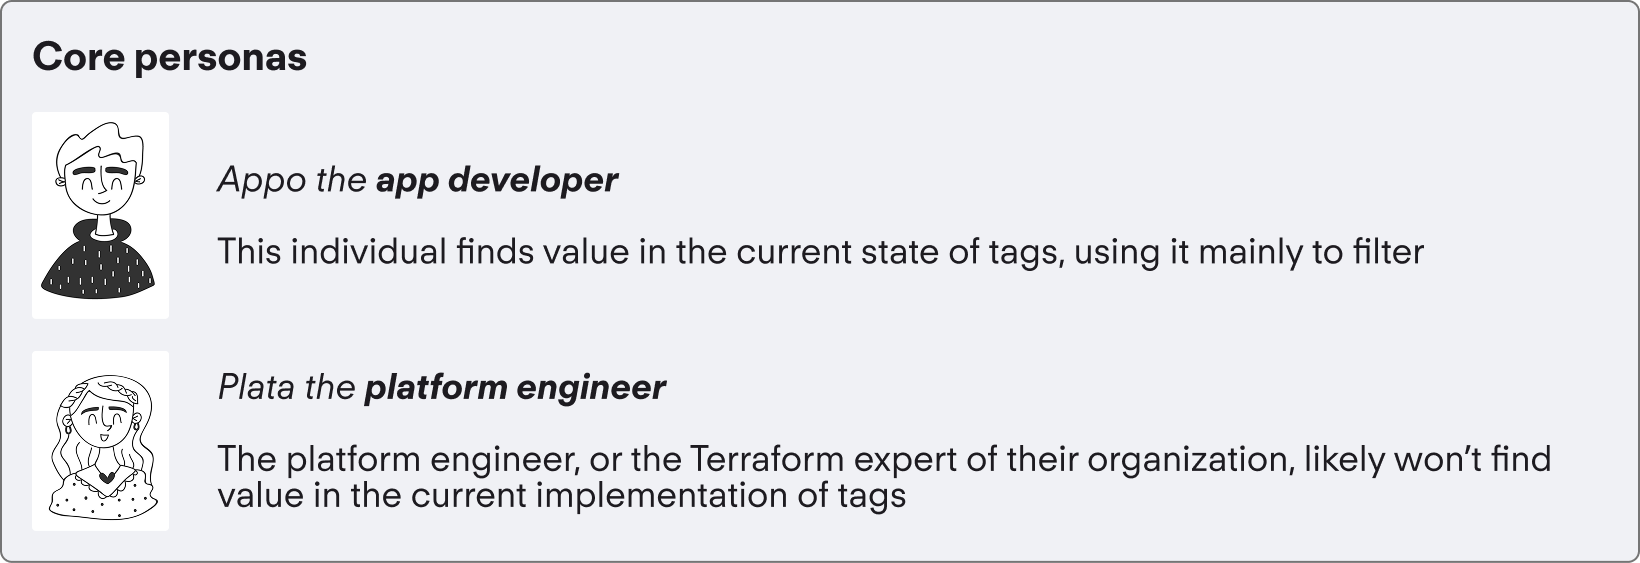 Core personas
Appo the app developer
This individual finds value in the current state of tags, using it mainly to filter
Plata the platform engineer
The platform engineer, or the Terraform expert of their organization, likely won’t find
value in the current implementation of tags